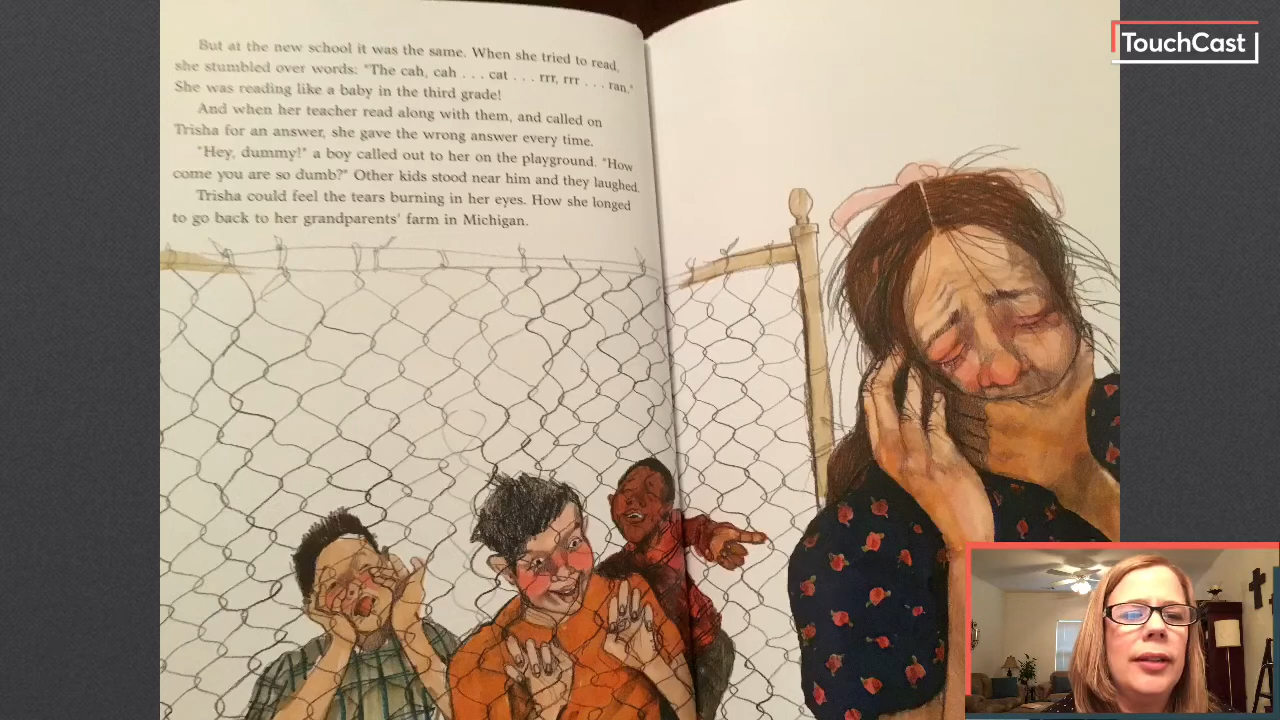 But at the new school it was the same. When she tried to read,
she stumbled over words: "The cah, cah . . . cat . . . rrr, rrr . . . ran."
She was reading like a baby in the third grade!
And when her teacher read along with them, and called on
Trisha for an answer, she gave the wrong answer every time.
"Hey, dummy!" a boy called out to her on the playground. "How
come you are so dumb?" Other kids stood near him and they laughed.
Trisha could feel the tears burning in her eyes. How she longed
to go back to her grandparents' farm in Michigan.
TouchCast